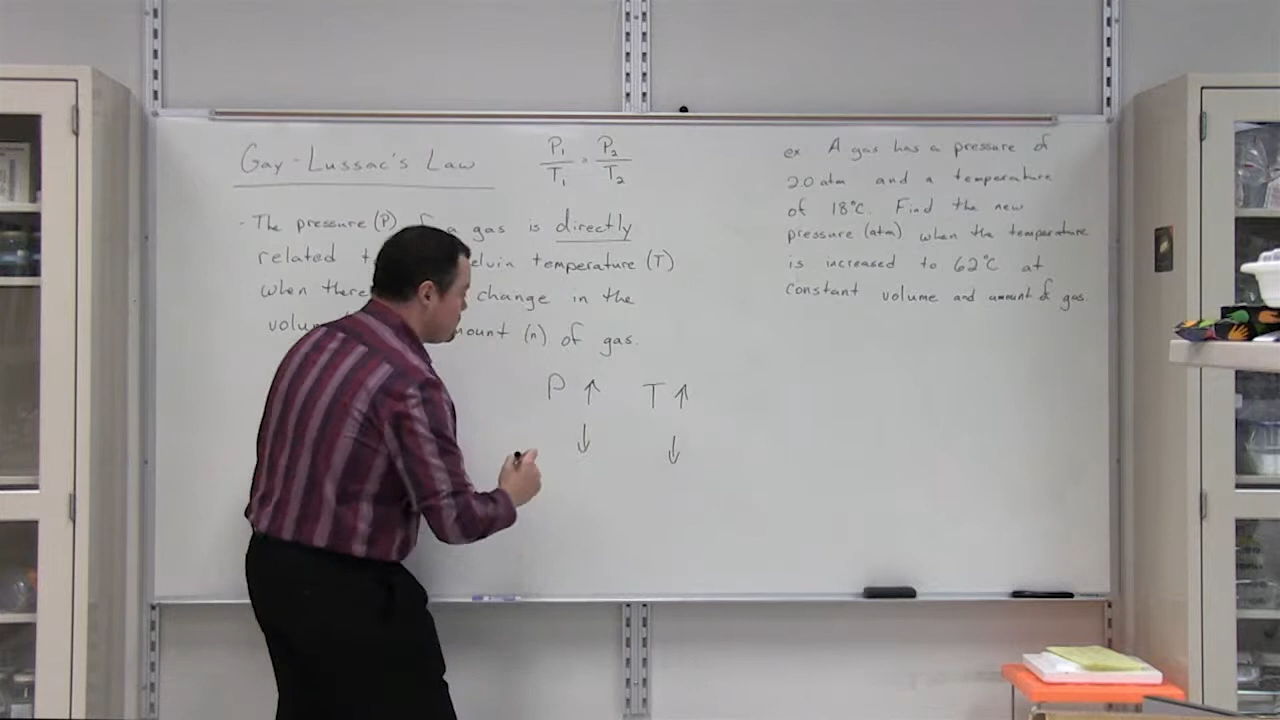 Gay-Lussac's Law
P₁/T₁ = P₂/T₂
- The pressure (P) of a gas is directly
related t elvin temperature (T)
when there change in the
volum mount (n) of gas.
P ↑ T ↑
↓ ↓
ex A gas has a pressure of
2.0 atm and a temperature
of 18°C. Find the new
pressure (atm) when the temperature
is increased to 62°C at
constant volume and amount of gas.